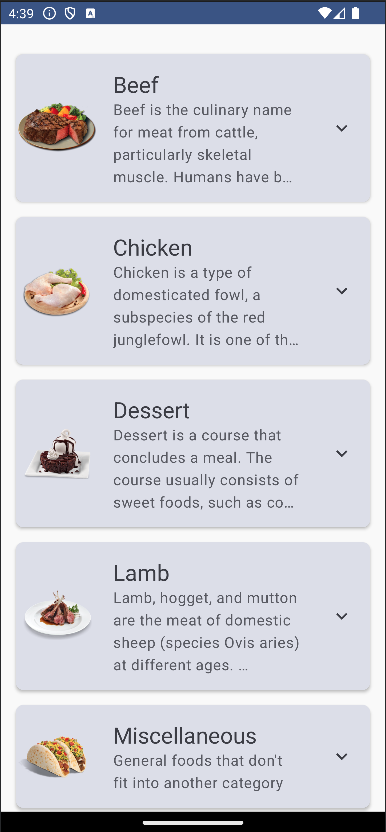 4:39
Beef
Beef is the culinary name
for meat from cattle,
particularly skeletal
muscle. Humans have b…
Chicken
Chicken is a type of
domesticated fowl, a
subspecies of the red
junglefowl. It is one of th…
Dessert
Dessert is a course that
concludes a meal. The
course usually consists of
sweet foods, such as co…
Lamb
Lamb, hogget, and mutton
are the meat of domestic
sheep (species Ovis aries)
at different ages. …
Miscellaneous
General foods that don't
fit into another category